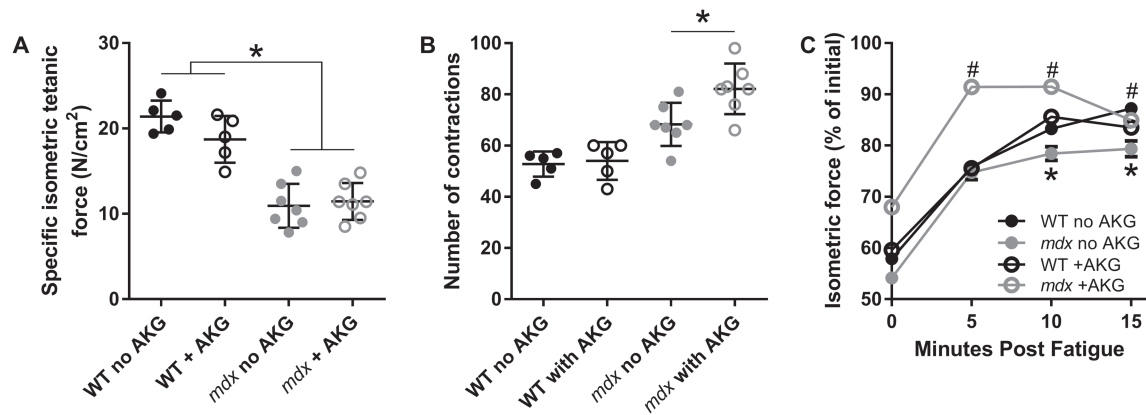 A
Specific isometric tetanic
force (N/cm2)
30
20
10
0
*
WT no AKG
WT + AKG
mdx no AKG
mdx + AKG
B
Number of contractions
100
80
60
40
20
0
*
WT no AKG
WT with AKG
mdx no AKG
mdx with AKG
C
Isometric force (% of initial)
100
90
80
70
60
50
# # #
* *
WT no AKG
mdx no AKG
WT +AKG
mdx +AKG
0 5 10 15
Minutes Post Fatigue